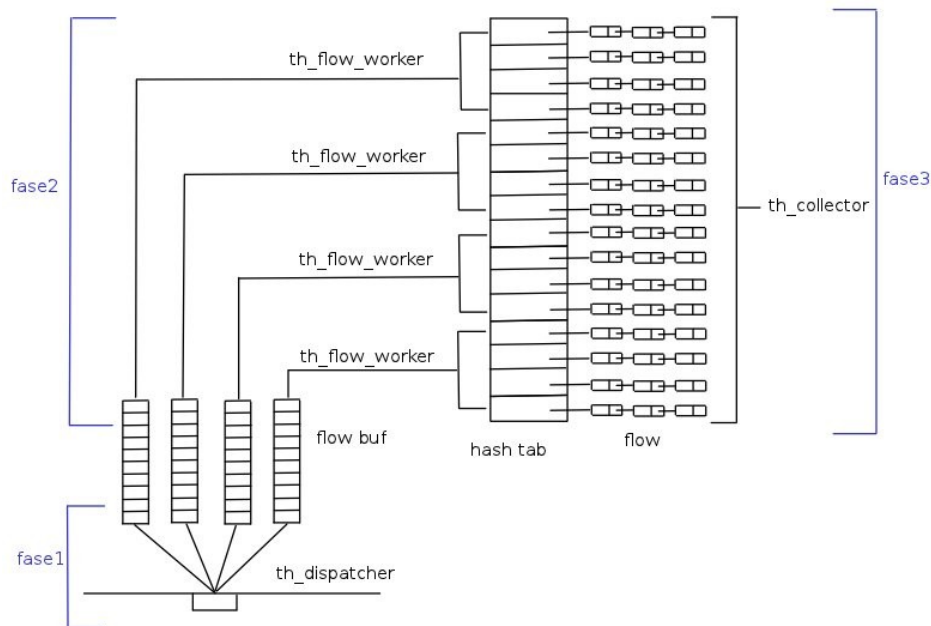 th_flow_worker
th_flow_worker
fase2
fase3
th_collector
th_flow_worker
th_flow_worker
flow buf
hash tab
flow
fase1
th_dispatcher